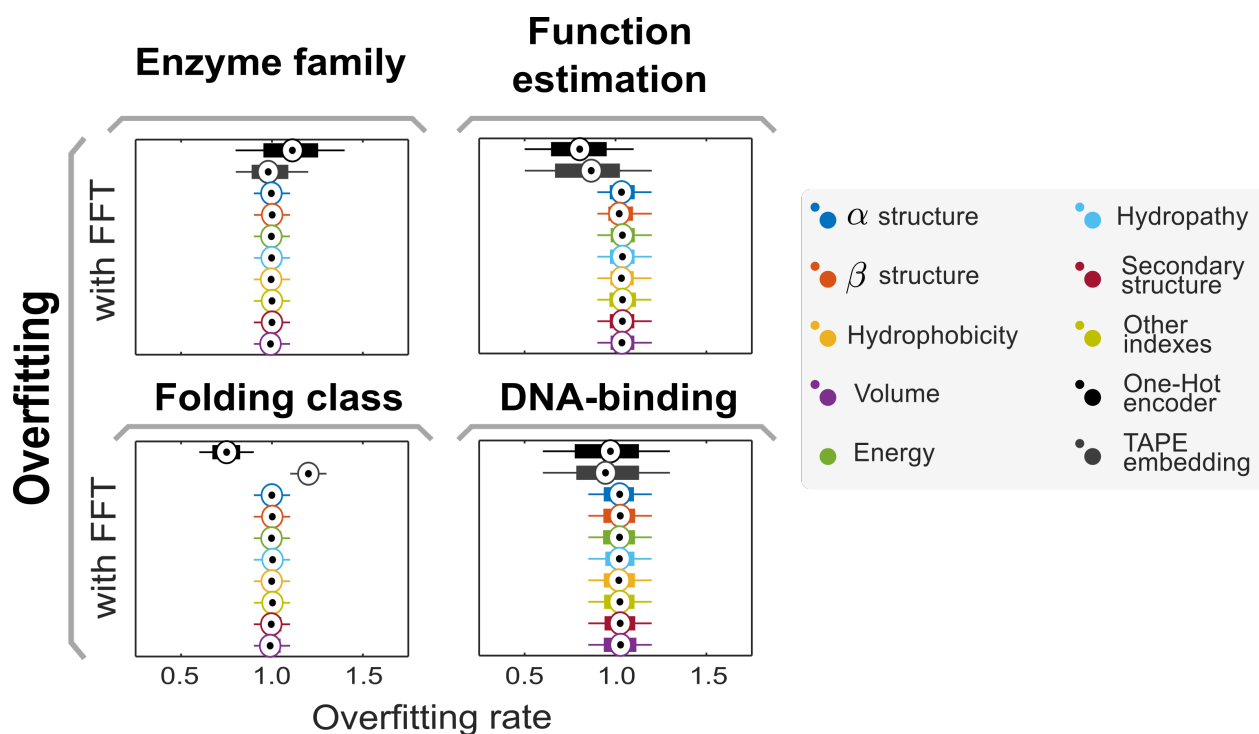 Enzyme family
Function
estimation
Overfitting
with FFT
Folding class
DNA-binding
with FFT
0.5 1.0 1.5
0.5 1.0 1.5
Overfitting rate
α structure
β structure
Hydrophobicity
Volume
Energy
Hydropathy
Secondary
structure
Other
indexes
One-Hot
encoder
TAPE
embedding